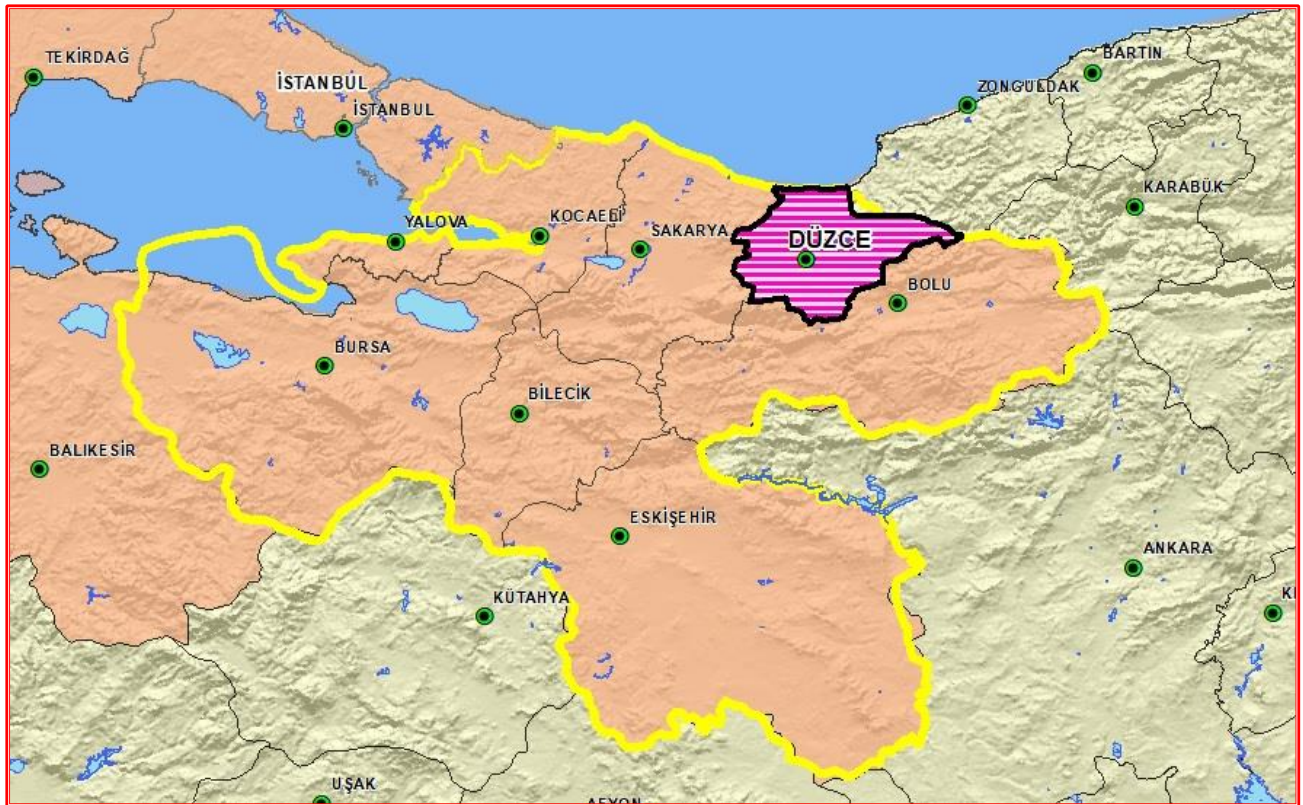 TEKİRDAĞ
BARTIN
İSTANBUL
ZONGULDAK
İSTANBUL
KARABÜK
KOCAELİ
YALOVA
SAKARYA
DÜZCE
BOLU
BURSA
BİLECİK
BALIKESİR
ESKİŞEHİR
ANKARA
KÜTAHYA
UŞAK